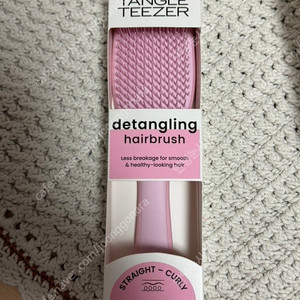 TANGLE
TEEZER
detangling
hairbrush
Less breakage for smooth
& healthy-looking hair
STRAIGHT – CURLY